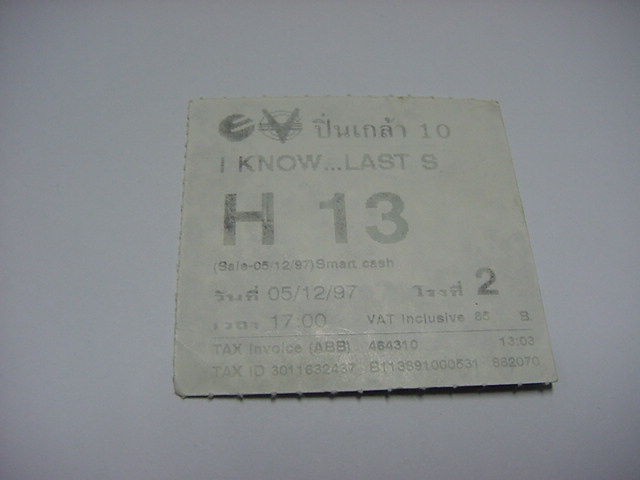 ปิ่นเกล้า 10
I KNOW...LAST S
H 13
(Sale-05/12/97)Smart cash
วันที่ 05/12/97 โรงที่ 2
เวลา 17:00 VAT Inclusive 80 B.
TAX Invoice (ABB) 464310 13:03
TAX ID 3011632437 B113891000531 682070